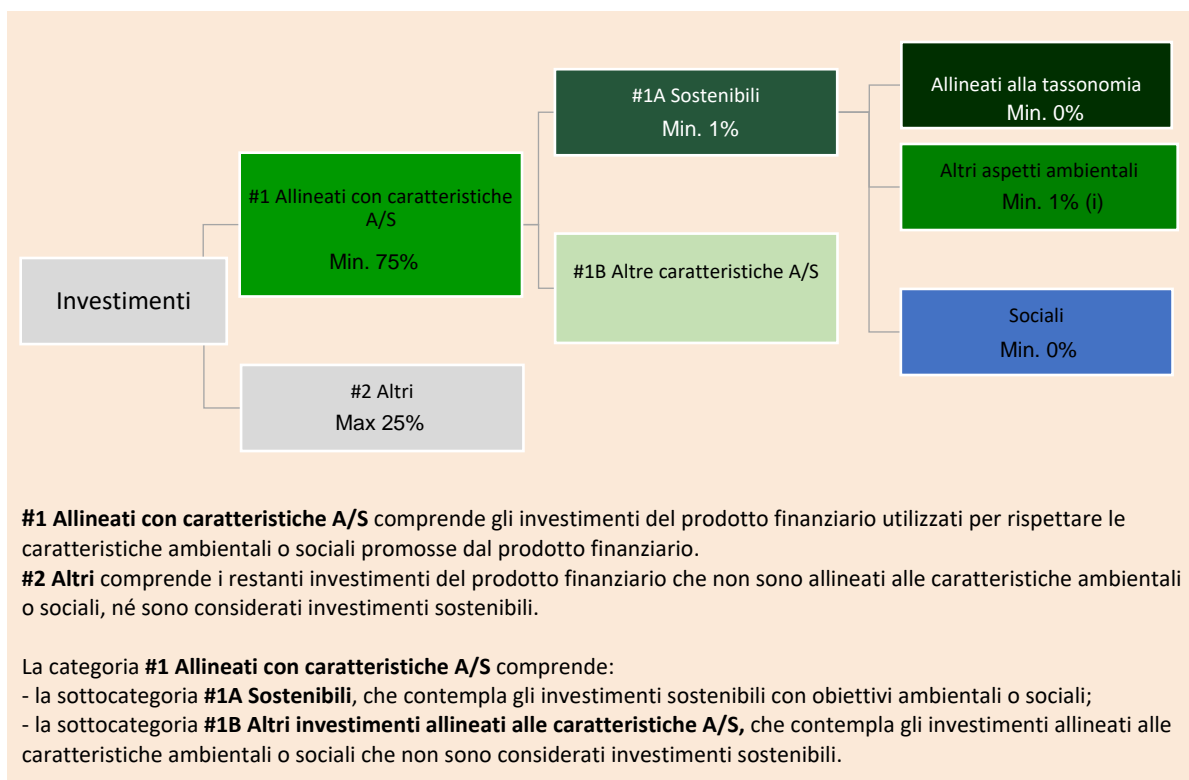 Investimenti
#1 Allineati con caratteristiche
A/S
Min. 75%
#2 Altri
Max 25%
#1A Sostenibili
Min. 1%
#1B Altre caratteristiche A/S
Allineati alla tassonomia
Min. 0%
Altri aspetti ambientali
Min. 1% (i)
Sociali
Min. 0%
#1 Allineati con caratteristiche A/S comprende gli investimenti del prodotto finanziario utilizzati per rispettare le
caratteristiche ambientali o sociali promosse dal prodotto finanziario.
#2 Altri comprende i restanti investimenti del prodotto finanziario che non sono allineati alle caratteristiche ambientali
o sociali, né sono considerati investimenti sostenibili.
La categoria #1 Allineati con caratteristiche A/S comprende:
- la sottocategoria #1A Sostenibili, che contempla gli investimenti sostenibili con obiettivi ambientali o sociali;
- la sottocategoria #1B Altri investimenti allineati alle caratteristiche A/S, che contempla gli investimenti allineati alle
caratteristiche ambientali o sociali che non sono considerati investimenti sostenibili.